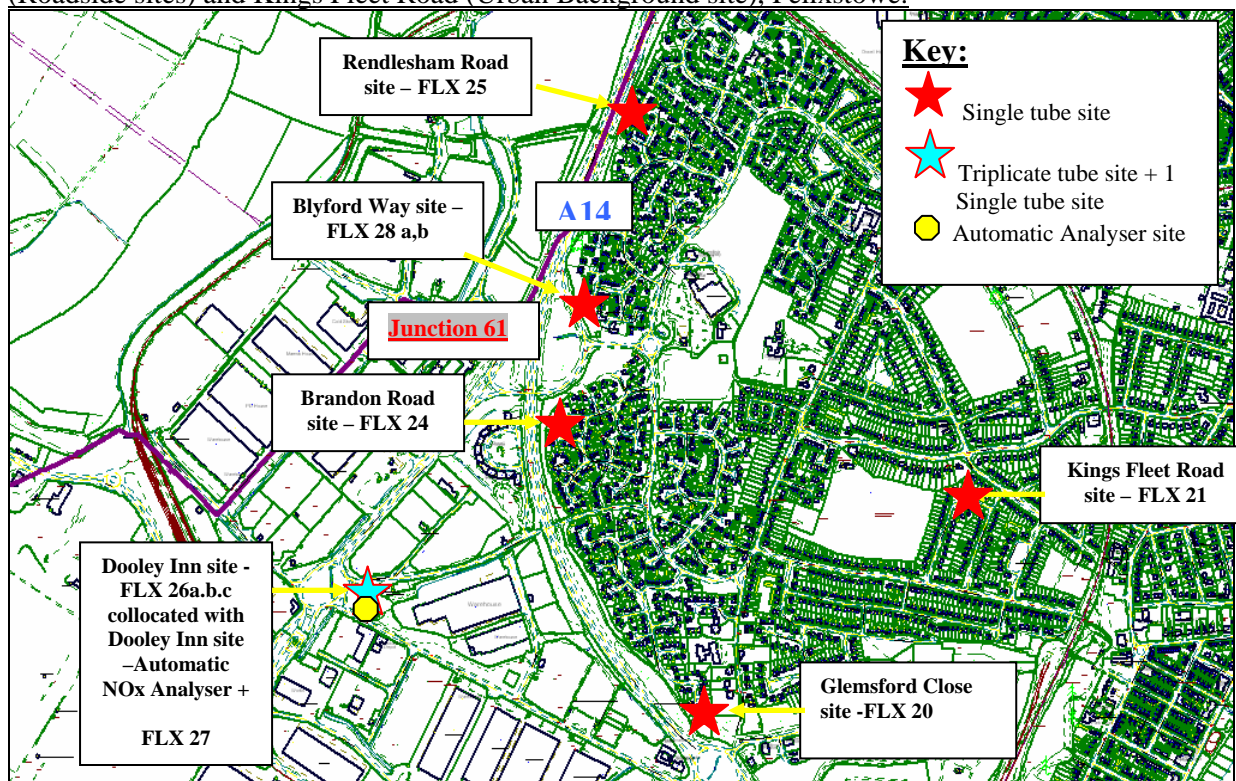 (Roadside sites) and Kings Fleet Road (Urban Background site), Felixstowe.
Rendlesham Road
site – FLX 25
Key:
Single tube site
Triplicate tube site + 1
Single tube site
Automatic Analyser site
Blyford Way site –
FLX 28 a,b
A14
Junction 61
Brandon Road
site – FLX 24
Kings Fleet Road
site – FLX 21
Dooley Inn site -
FLX 26a.b.c
collocated with
Dooley Inn site
–Automatic
NOx Analyser +
FLX 27
Warehouse
Glemsford Close
site -FLX 20